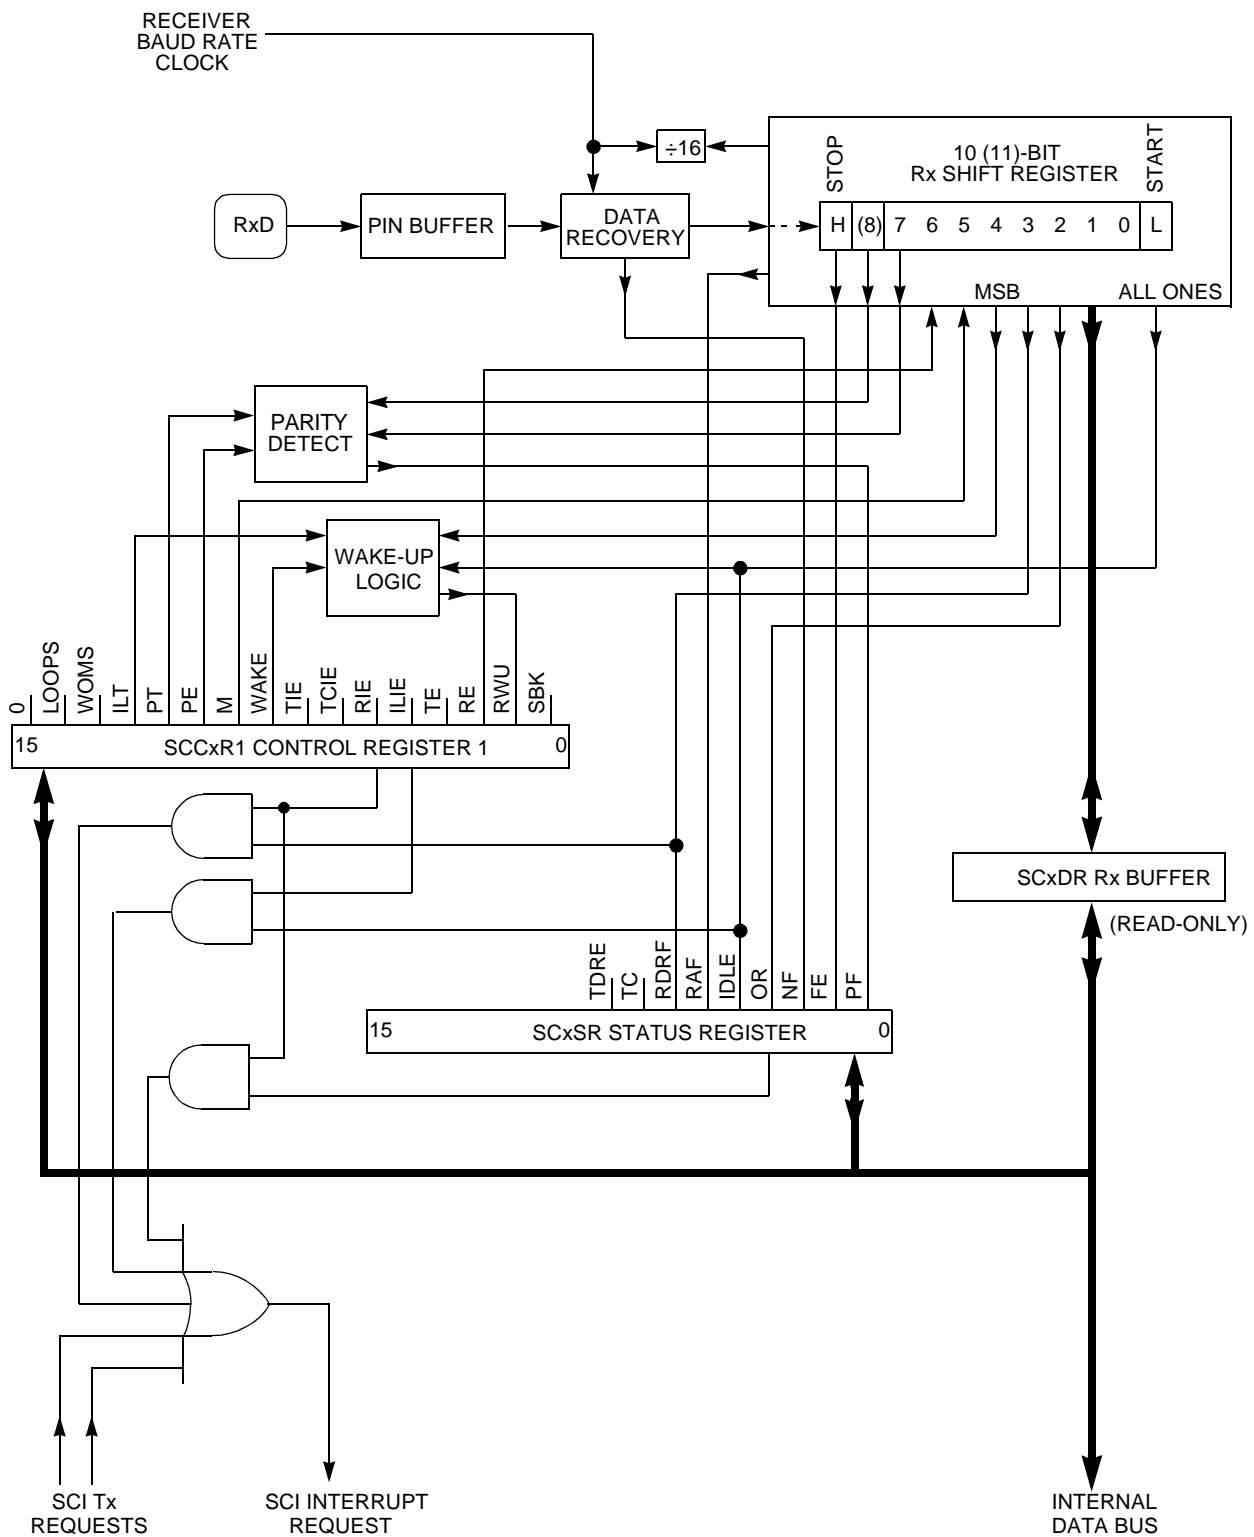 RECEIVER
BAUD RATE
CLOCK
÷16
STOP
10 (11)-BIT
Rx SHIFT REGISTER
START
RxD
PIN BUFFER
DATA
RECOVERY
H (8) 7 6 5 4 3 2 1 0 L
MSB
ALL ONES
PARITY
DETECT
WAKE-UP
LOGIC
0
LOOPS
WOMS
ILT
PT
PE
M
WAKE
TIE
TCIE
RIE
ILIE
TE
RE
RWU
SBK
15 SCCxR1 CONTROL REGISTER 1 0
SCxDR Rx BUFFER
(READ-ONLY)
TDRE
TC
RDRF
RAF
IDLE
OR
NF
FE
PF
15 SCxSR STATUS REGISTER 0
SCI Tx
REQUESTS
SCI INTERRUPT
REQUEST
INTERNAL
DATA BUS